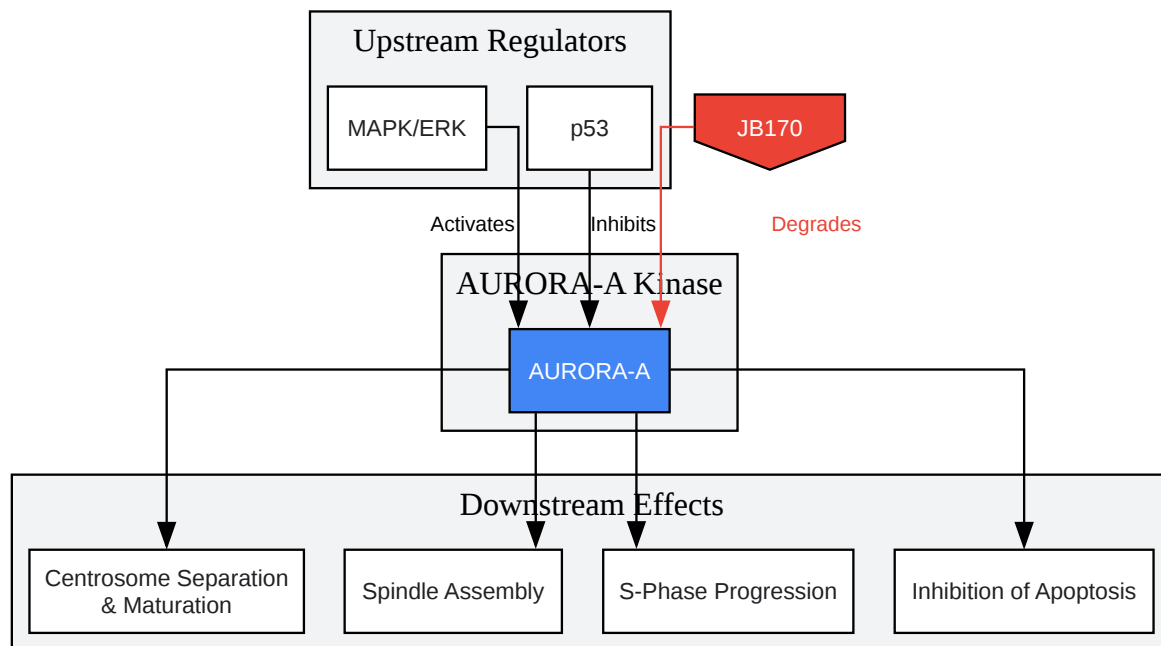 Upstream Regulators
MAPK/ERK
p53
JB170
Activates
Inhibits
Degrades
AURORA-A Kinase
AURORA-A
Downstream Effects
Centrosome Separation
& Maturation
Spindle Assembly
S-Phase Progression
Inhibition of Apoptosis